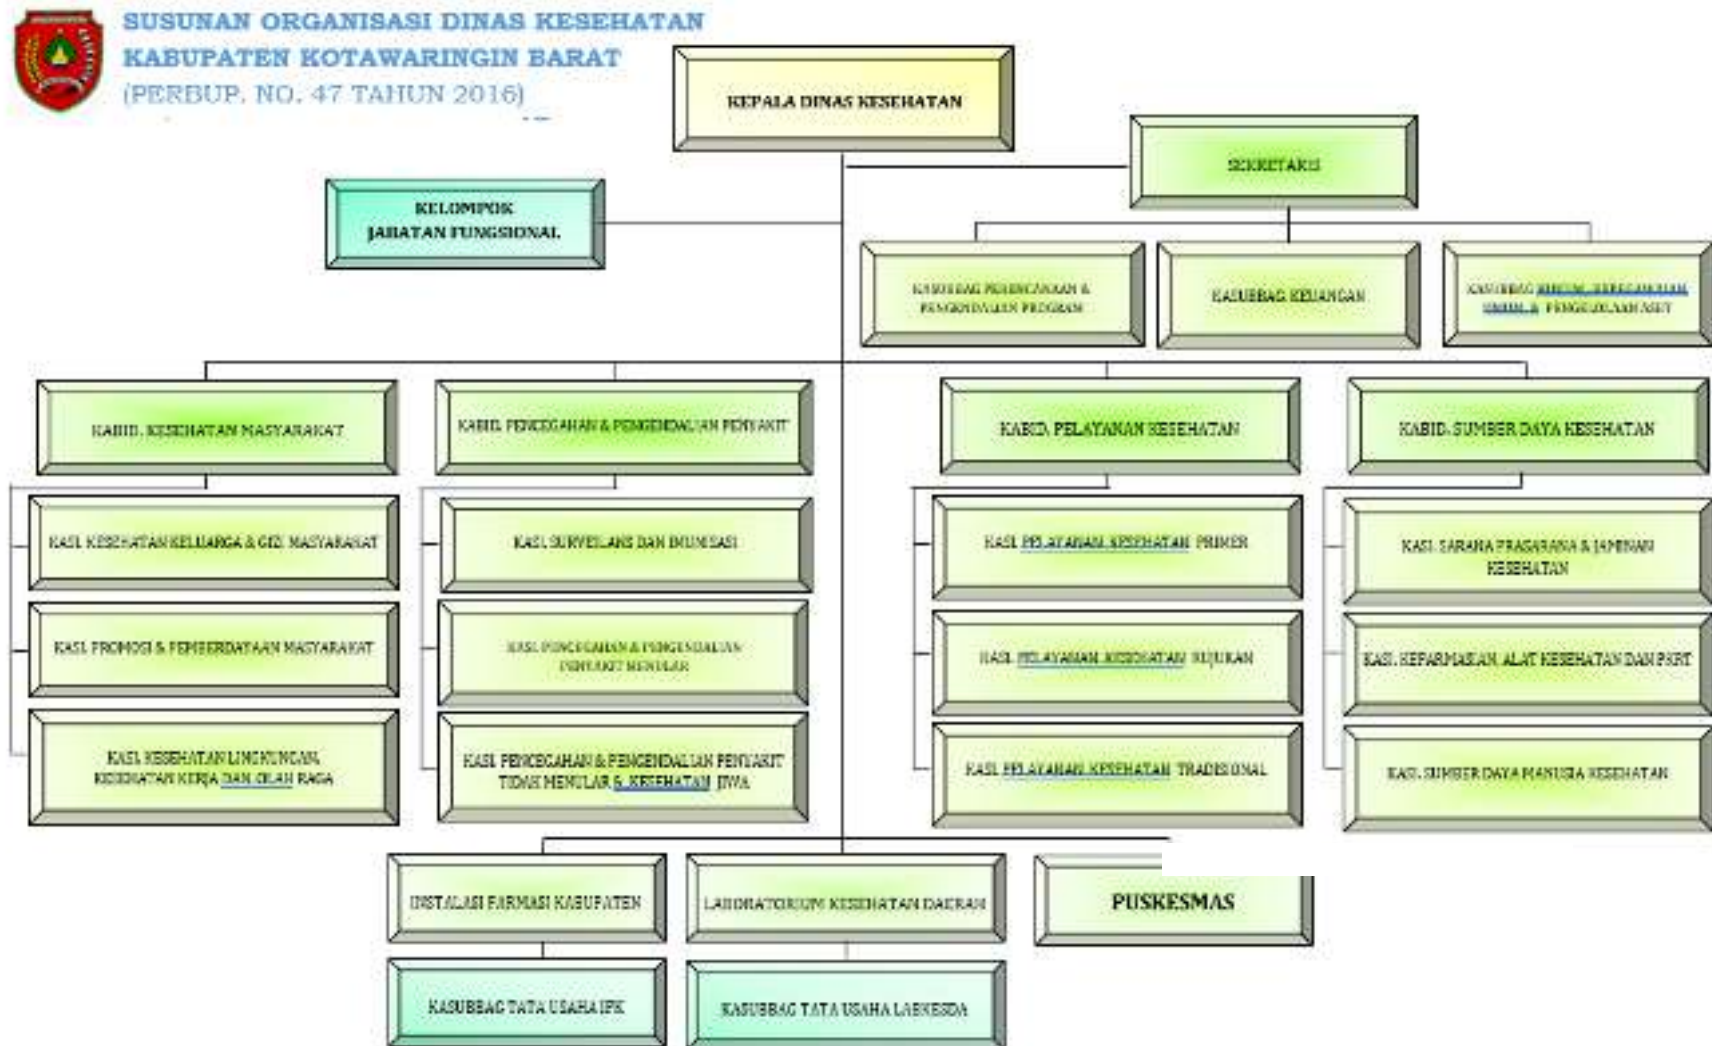 SUSUNAN ORGANISASI DINAS KESEHATAN
KABUPATEN KOTAWARINGIN BARAT
(PERBUP. NO. 47 TAHUN 2016)
KEPALA DINAS KESEHATAN
SEKRETARIS
KELOMPOK
JABATAN FUNGSIONAL
KASUBBAG PERENCANAAN &
PENGENDALIAN PROGRAM
KASUBBAG KEUANGAN
KASUBBAG KEPEGAWAIAN
UMUM & PENGELOLAAN ASET
KABID. KESEHATAN MASYARAKAT
KABID. PENCEGAHAN & PENGENDALIAN PENYAKIT
KABID. PELAYANAN KESEHATAN
KABID. SUMBER DAYA KESEHATAN
KASI. KESEHATAN KELUARGA & GIZI MASYARAKAT
KASI. SURVEILANS DAN IMUNISASI
KASI. PELAYANAN KESEHATAN PRIMER
KASI. SARANA PRASARANA & JAMINAN
KESEHATAN
KASI. PROMOSI & PEMBERDAYAAN MASYARAKAT
KASI. PENCEGAHAN & PENGENDALIAN
PENYAKIT MENULAR
KASI. PELAYANAN KESEHATAN RUJUKAN
KASI. KEFARMASIAN, ALAT KESEHATAN DAN PKRT
KASI. KESEHATAN LINGKUNGAN,
KESEHATAN KERJA DAN OLAH RAGA
KASI. PENCEGAHAN & PENGENDALIAN PENYAKIT
TIDAK MENULAR & KESEHATAN JIWA
KASI. PELAYANAN KESEHATAN TRADISIONAL
KASI. SUMBER DAYA MANUSIA KESEHATAN
INSTALASI FARMASI KABUPATEN
LABORATORIUM KESEHATAN DAERAH
PUSKESMAS
KASUBBAG TATA USAHA IFK
KASUBBAG TATA USAHA LABKESDA